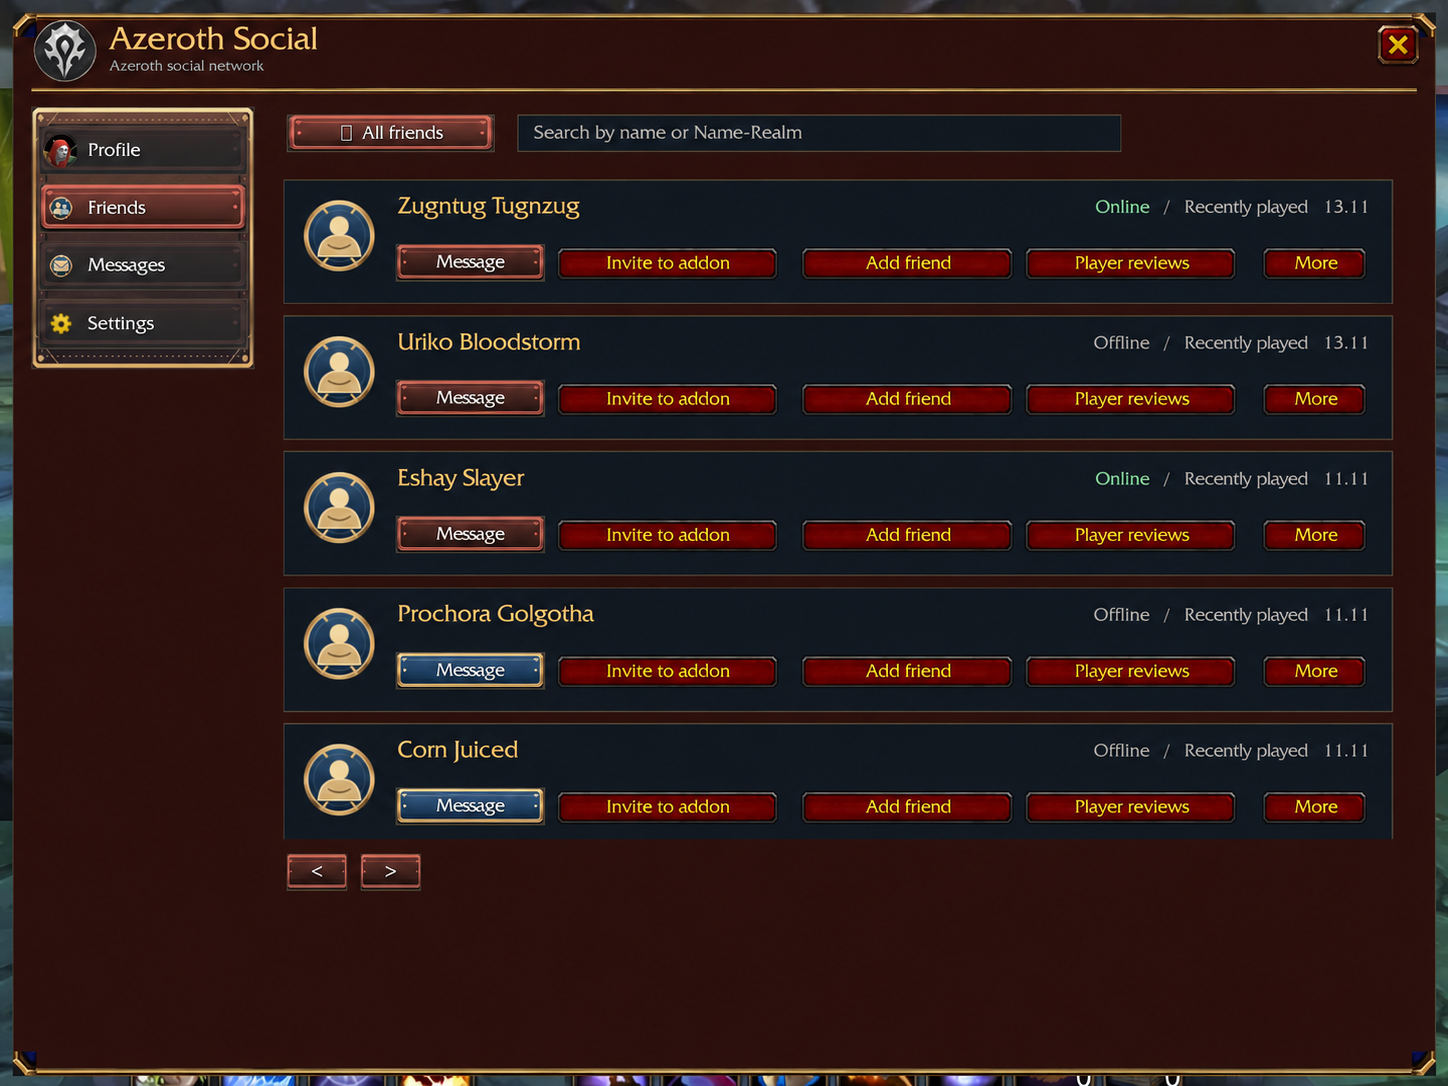 Azeroth Social
Azeroth social network
Profile
Friends
Messages
Settings
All friends
Search by name or Name-Realm
Zugntug Tugnzug
Online / Recently played 13.11
Message Invite to addon Add friend Player reviews More
Uriko Bloodstorm
Offline / Recently played 13.11
Message Invite to addon Add friend Player reviews More
Eshay Slayer
Online / Recently played 11.11
Message Invite to addon Add friend Player reviews More
Prochora Golgotha
Offline / Recently played 11.11
Message Invite to addon Add friend Player reviews More
Corn Juiced
Offline / Recently played 11.11
Message Invite to addon Add friend Player reviews More
< >